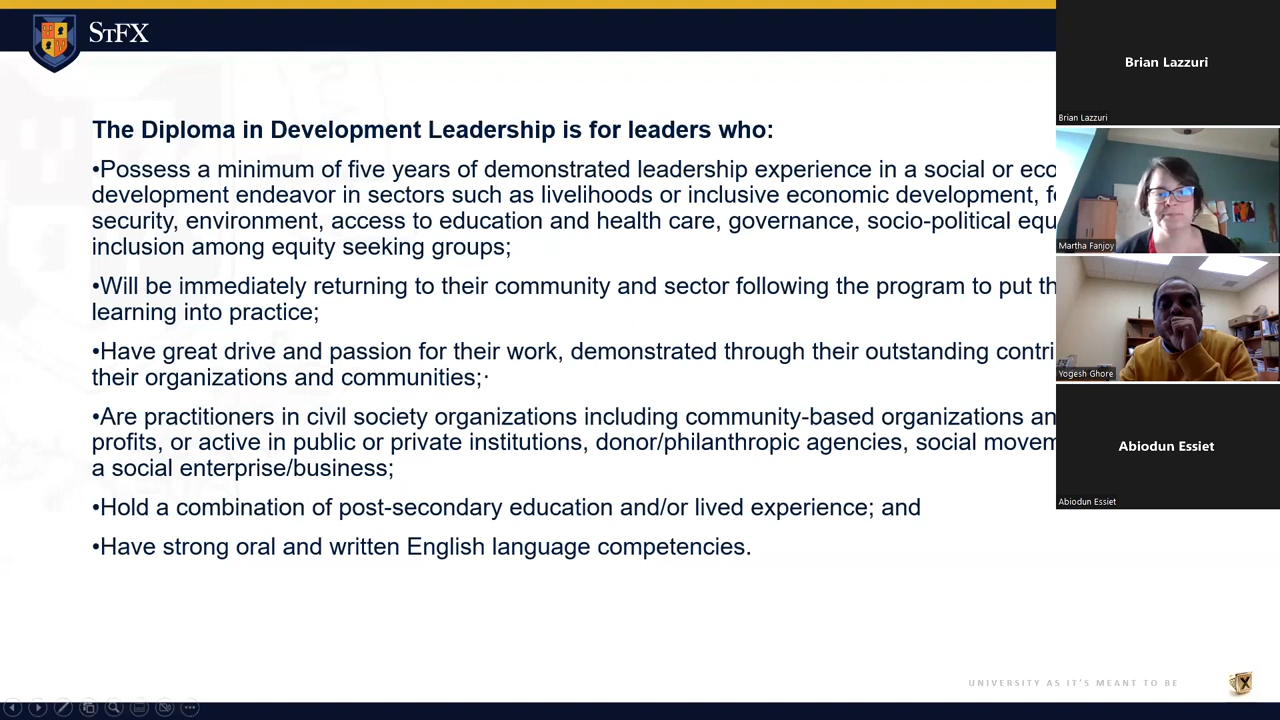 STFX
The Diploma in Development Leadership is for leaders who:
•Possess a minimum of five years of demonstrated leadership experience in a social or eco
development endeavor in sectors such as livelihoods or inclusive economic development, f
security, environment, access to education and health care, governance, socio-political equ
inclusion among equity seeking groups;
•Will be immediately returning to their community and sector following the program to put th
learning into practice;
•Have great drive and passion for their work, demonstrated through their outstanding contri
their organizations and communities;·
•Are practitioners in civil society organizations including community-based organizations an
profits, or active in public or private institutions, donor/philanthropic agencies, social movem
a social enterprise/business;
•Hold a combination of post-secondary education and/or lived experience; and
•Have strong oral and written English language competencies.
UNIVERSITY AS IT'S MEANT TO BE
X
Brian Lazzuri
Brian Lazzuri
Martha Fanjoy
Yogesh Ghore
Abiodun Essiet
Abiodun Essiet